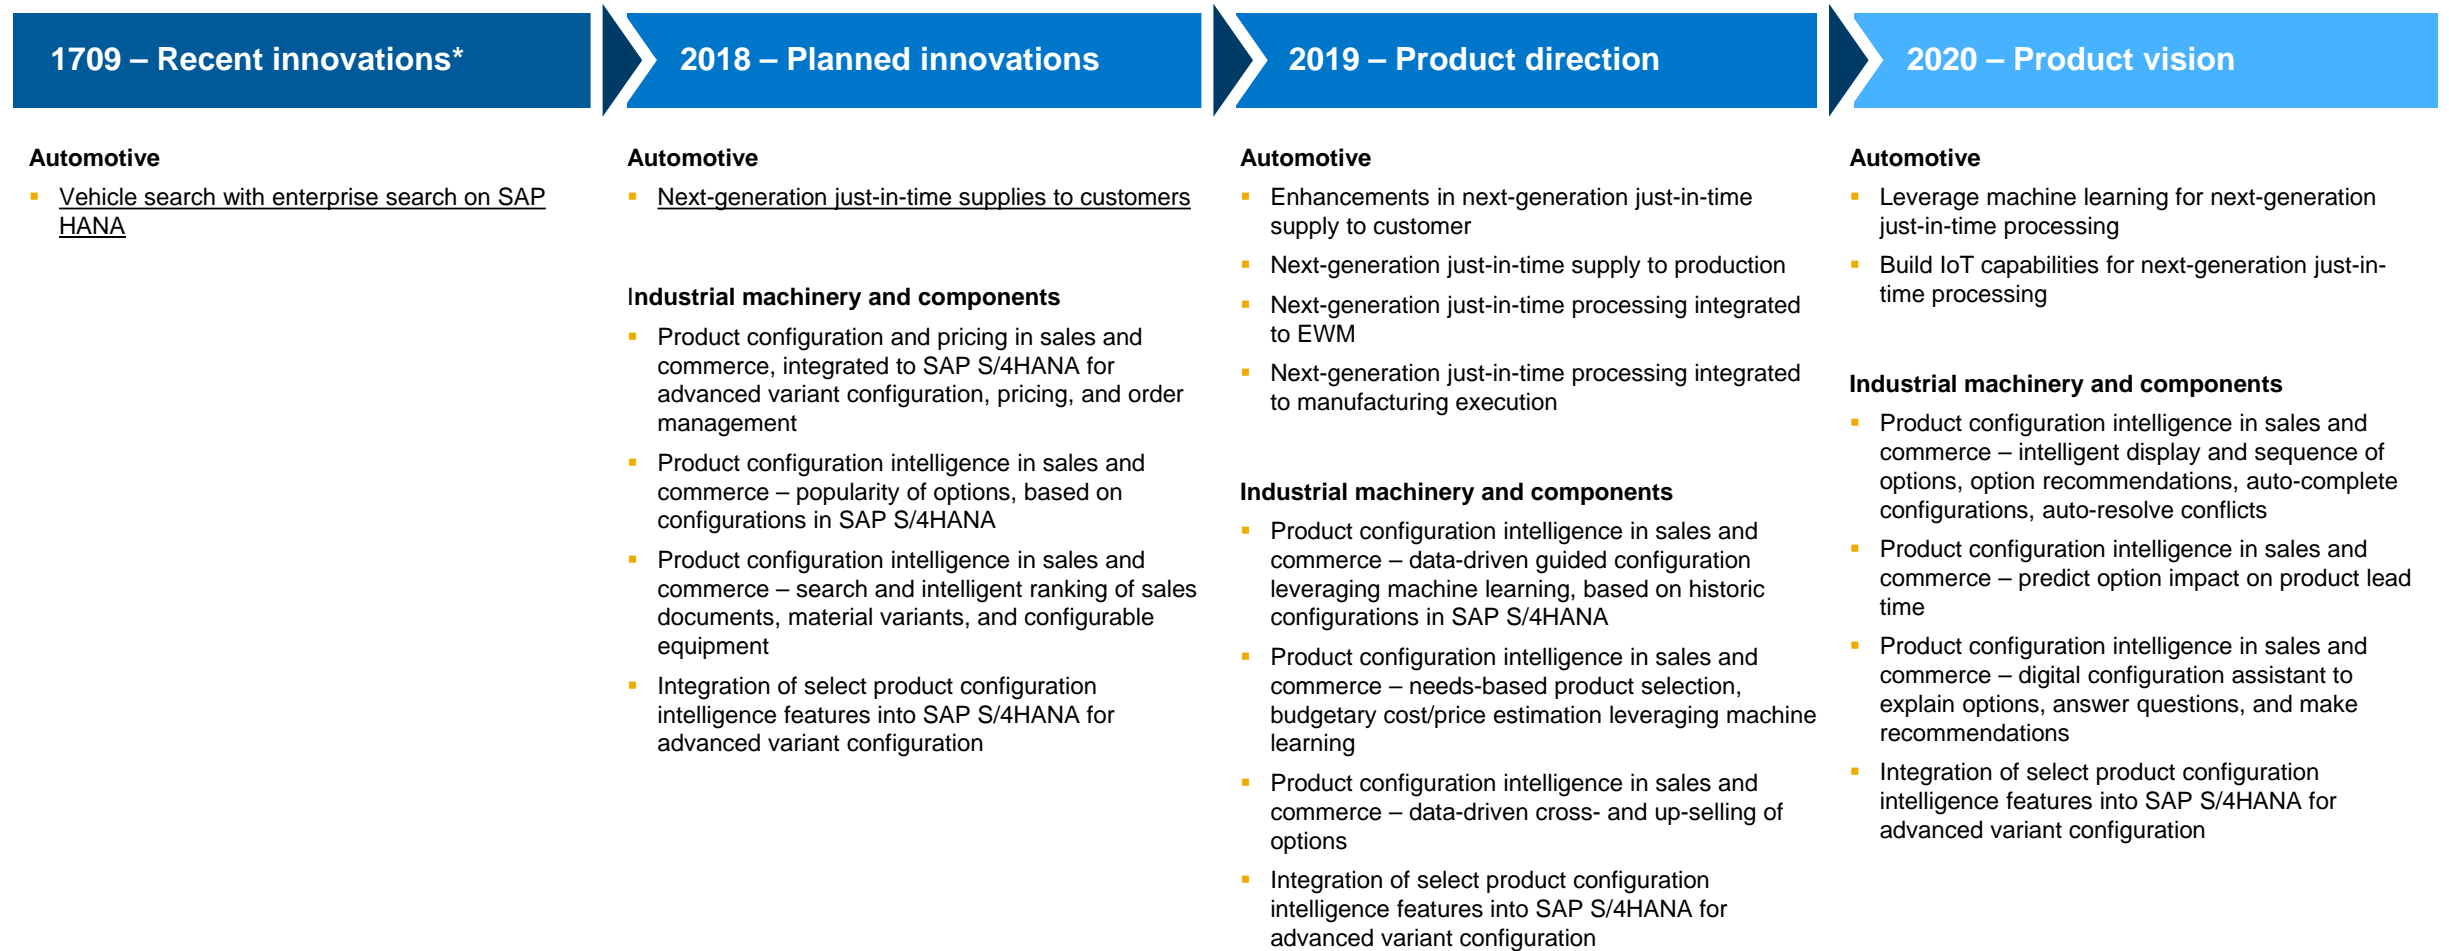 1709 – Recent innovations*
2018 – Planned innovations
2019 – Product direction
2020 – Product vision
Automotive
▪ Vehicle search with enterprise search on SAP
HANA
Automotive
▪ Next-generation just-in-time supplies to customers
Industrial machinery and components
▪ Product configuration and pricing in sales and
commerce, integrated to SAP S/4HANA for
advanced variant configuration, pricing, and order
management
▪ Product configuration intelligence in sales and
commerce – popularity of options, based on
configurations in SAP S/4HANA
▪ Product configuration intelligence in sales and
commerce – search and intelligent ranking of sales
documents, material variants, and configurable
equipment
▪ Integration of select product configuration
intelligence features into SAP S/4HANA for
advanced variant configuration
Automotive
▪ Enhancements in next-generation just-in-time
supply to customer
▪ Next-generation just-in-time supply to production
▪ Next-generation just-in-time processing integrated
to EWM
▪ Next-generation just-in-time processing integrated
to manufacturing execution
Industrial machinery and components
▪ Product configuration intelligence in sales and
commerce – data-driven guided configuration
leveraging machine learning, based on historic
configurations in SAP S/4HANA
▪ Product configuration intelligence in sales and
commerce – needs-based product selection,
budgetary cost/price estimation leveraging machine
learning
▪ Product configuration intelligence in sales and
commerce – data-driven cross- and up-selling of
options
▪ Integration of select product configuration
intelligence features into SAP S/4HANA for
advanced variant configuration
Automotive
▪ Leverage machine learning for next-generation
just-in-time processing
▪ Build IoT capabilities for next-generation just-in-
time processing
Industrial machinery and components
▪ Product configuration intelligence in sales and
commerce – intelligent display and sequence of
options, option recommendations, auto-complete
configurations, auto-resolve conflicts
▪ Product configuration intelligence in sales and
commerce – predict option impact on product lead
time
▪ Product configuration intelligence in sales and
commerce – digital configuration assistant to
explain options, answer questions, and make
recommendations
▪ Integration of select product configuration
intelligence features into SAP S/4HANA for
advanced variant configuration